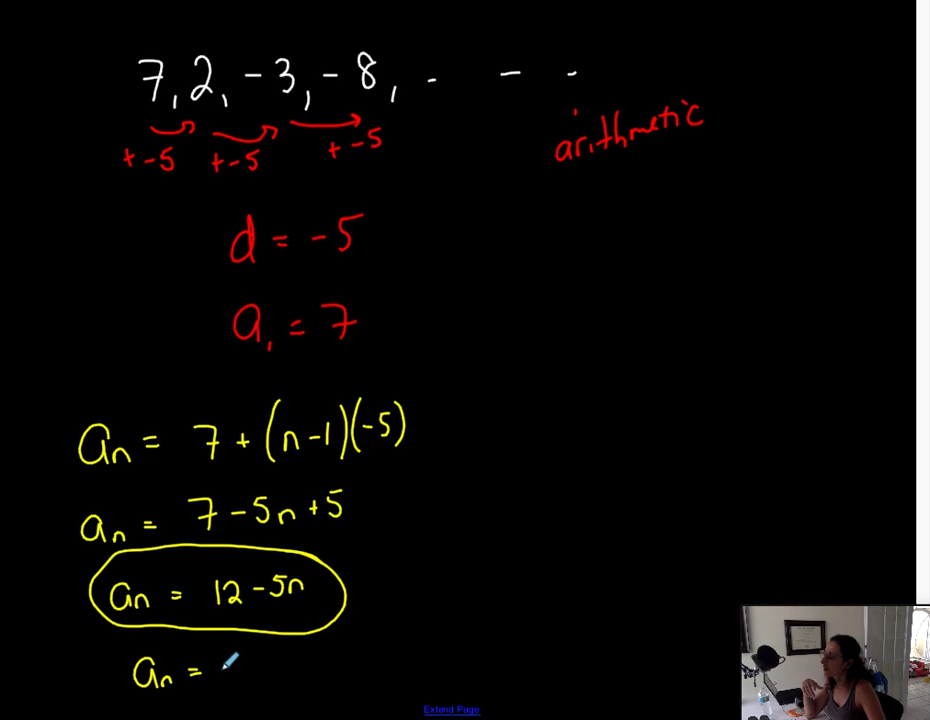 7, 2, -3, -8, . - .
arithmetic
+-5 +-5 +-5
d = -5
a₁ = 7
aₙ = 7 + (n-1)(-5)
aₙ = 7 - 5n + 5
aₙ = 12 - 5n
aₙ =
Extend Page